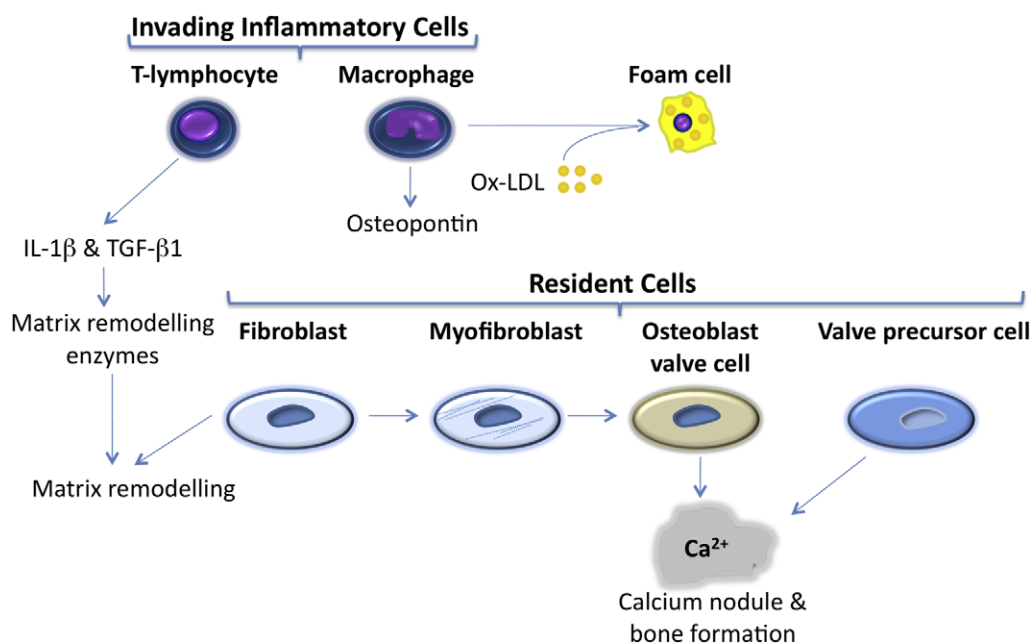 Invading Inflammatory Cells
T-lymphocyte
Macrophage
Foam cell
Ox-LDL
Osteopontin
IL-1β & TGF-β1
Matrix remodelling
enzymes
Matrix remodelling
Resident Cells
Fibroblast
Myofibroblast
Osteoblast
valve cell
Valve precursor cell
Ca²⁺
Calcium nodule &
bone formation